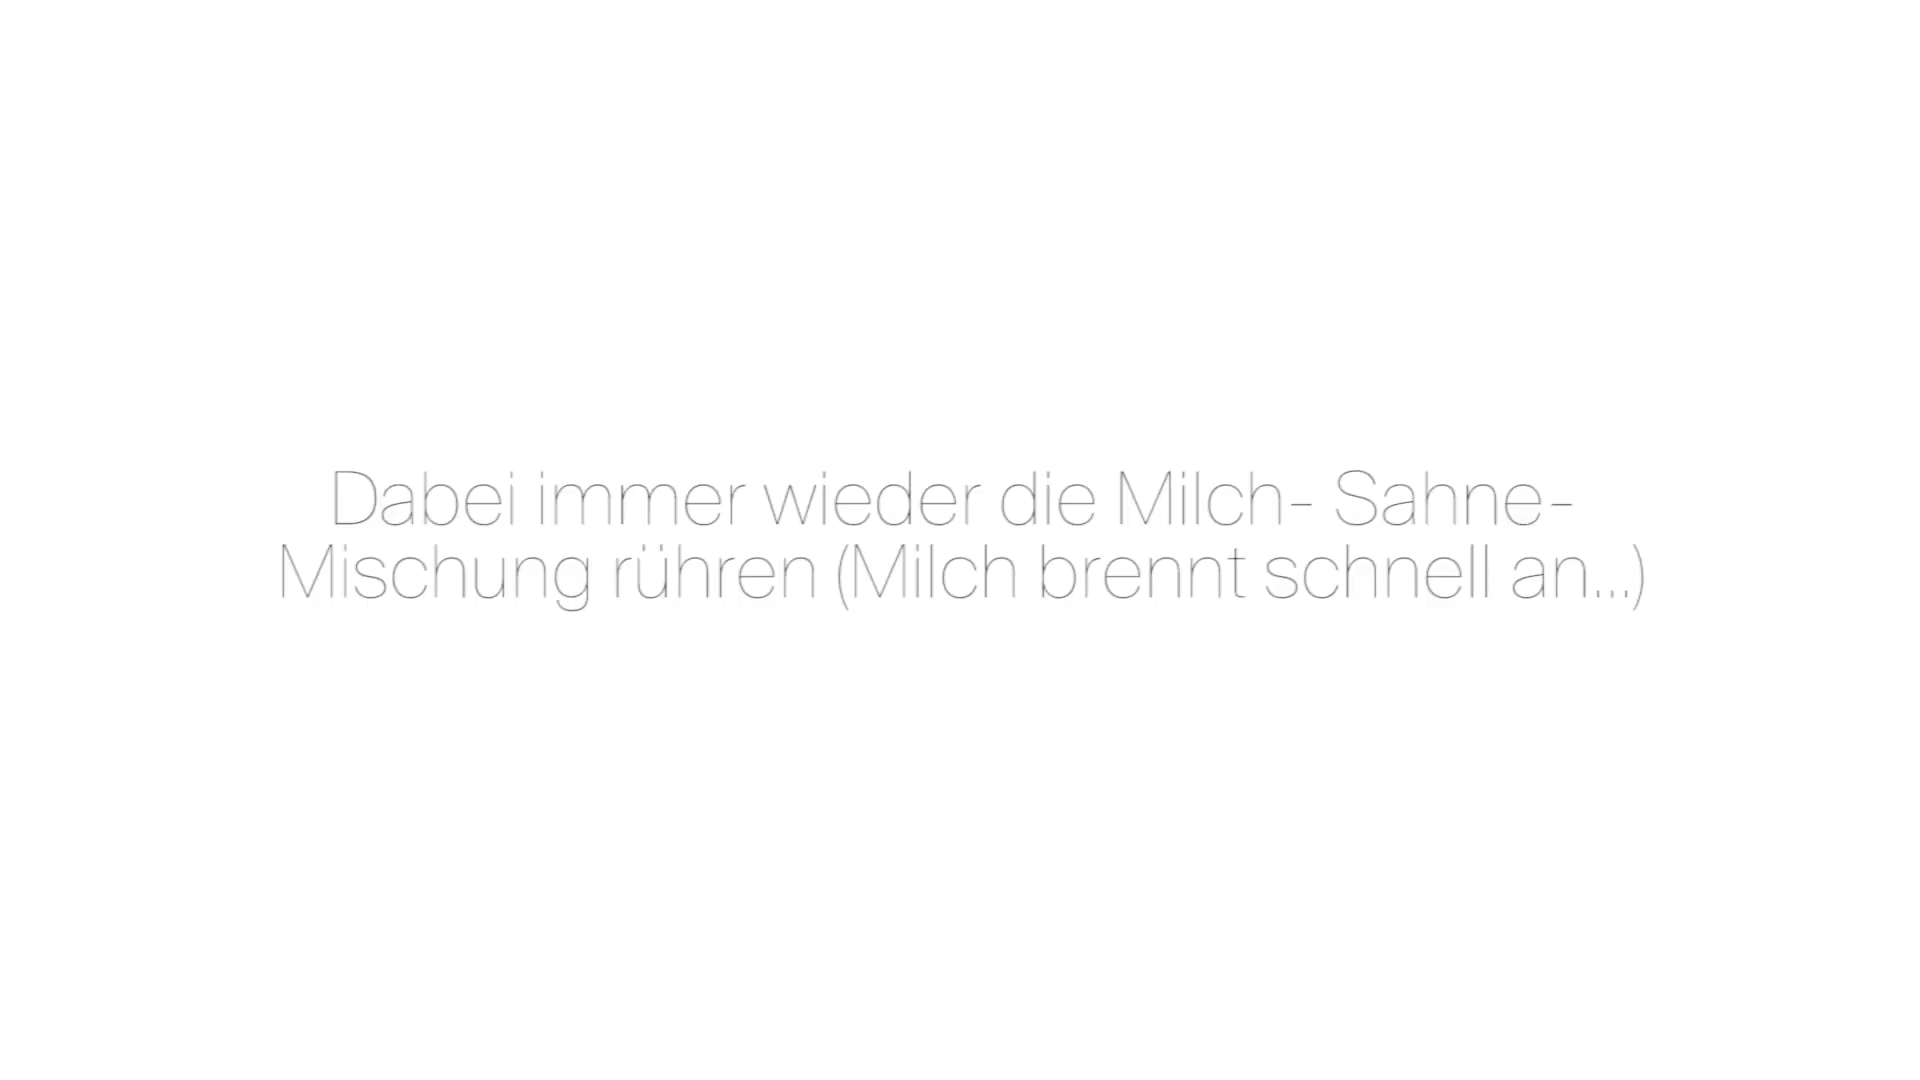 Dabei immer wieder die Milch- Sahne-
Mischung rühren (Milch brennt schnell an...)